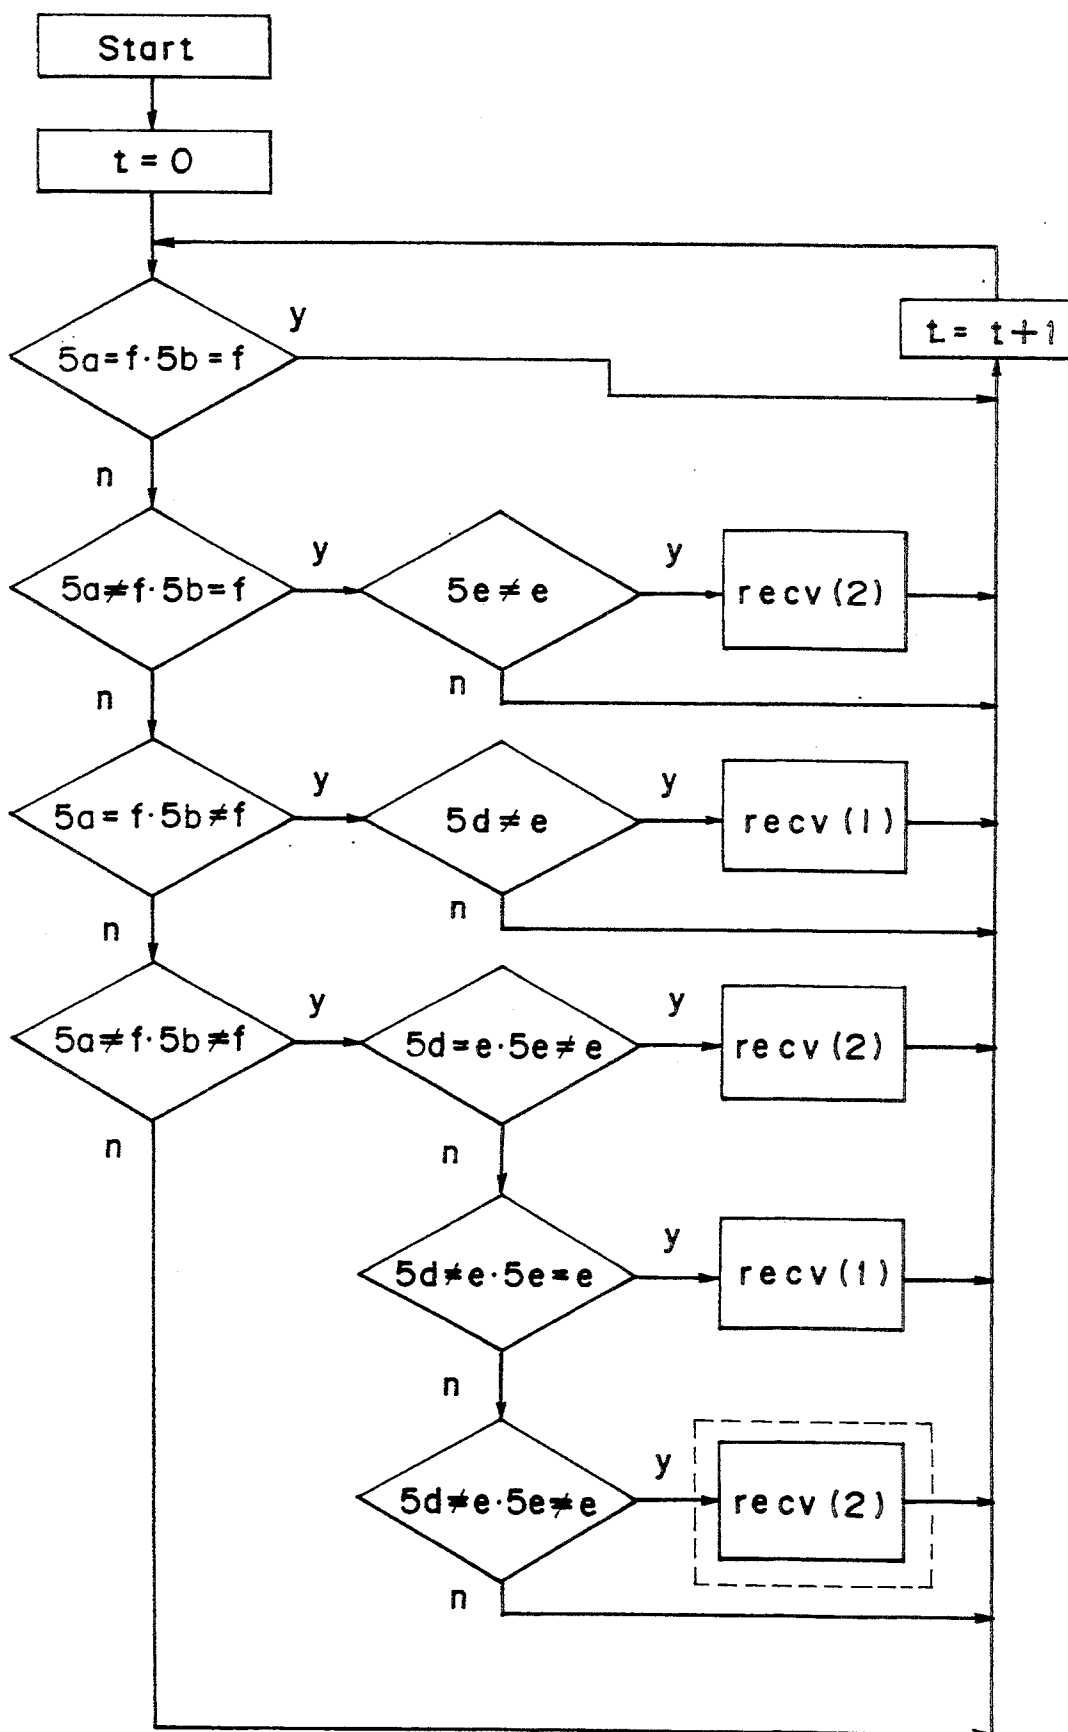 Start
t = 0
y
5a=f·5b=f
t = t+1
n
y
y
5a≠f·5b=f
5e≠e
recv(2)
n
n
y
y
5a=f·5b≠f
5d≠e
recv(1)
n
n
y
y
5a≠f·5b≠f
5d=e·5e≠e
recv(2)
n
n
y
5d≠e·5e=e
recv(1)
n
y
5d≠e·5e≠e
recv(2)
n